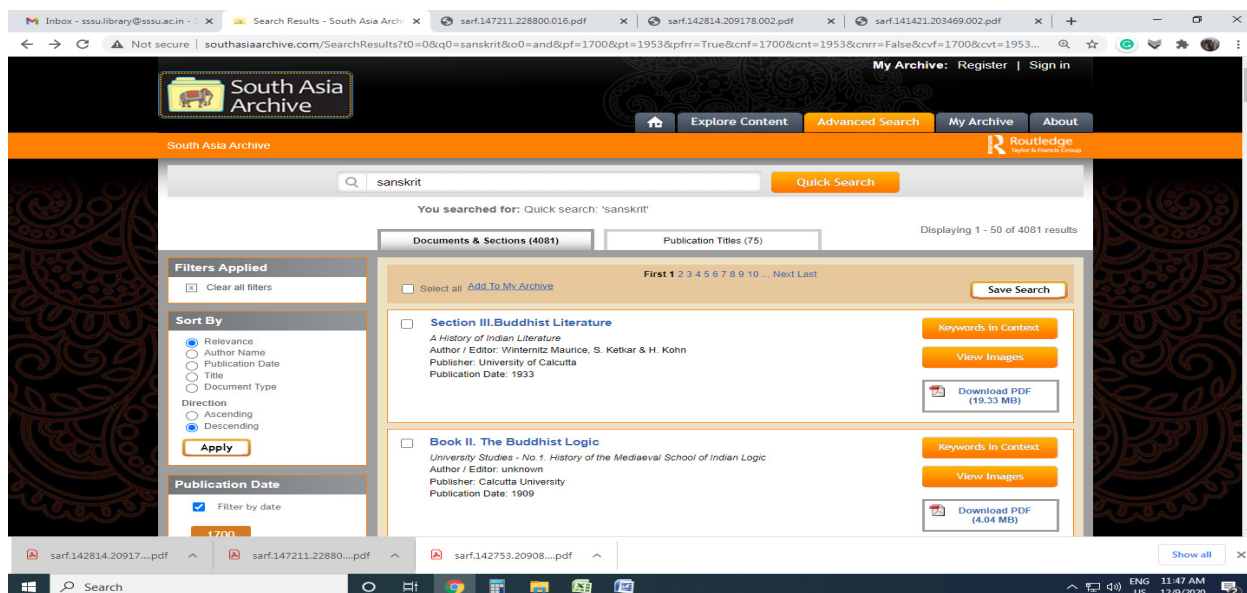 Inbox - sssu.library@sssu.ac.in -
Search Results - South Asia Arch
sarf.147211.228800.016.pdf
sarf.142814.209178.002.pdf
sarf.141421.203469.002.pdf
Not secure | southasiaarchive.com/SearchResults?t0=0&q0=sanskrit&o0=and&pf=1700&pt=1953&pfrr=True&cnf=1700&cnt=1953&cnrr=False&cvf=1700&cvt=1953...
My Archive: Register | Sign in
South Asia
Archive
Explore Content
Advanced Search
My Archive
About
South Asia Archive
Routledge
Taylor & Francis Group
sanskrit
Quick Search
You searched for: Quick search: 'sanskrit'
Displaying 1 - 50 of 4081 results
Documents & Sections (4081)
Publication Titles (75)
Filters Applied
Clear all filters
Sort By
Relevance
Author Name
Publication Date
Title
Document Type
Direction
Ascending
Descending
Apply
Publication Date
Filter by date
1700
First 1 2 3 4 5 6 7 8 9 10 ... Next Last
Select all Add To My Archive
Save Search
Section III.Buddhist Literature
A History of Indian Literature
Author / Editor: Winternitz Maurice, S. Ketkar & H. Kohn
Publisher: University of Calcutta
Publication Date: 1933
Keywords in Context
View Images
Download PDF
(19.33 MB)
Book II. The Buddhist Logic
University Studies - No.1. History of the Mediaeval School of Indian Logic
Author / Editor: unknown
Publisher: Calcutta University
Publication Date: 1909
Keywords in Context
View Images
Download PDF
(4.04 MB)
sarf.142814.20917....pdf
sarf.147211.22880....pdf
sarf.142753.20908....pdf
Show all
Search
ENG
US
11:47 AM
12/9/2020